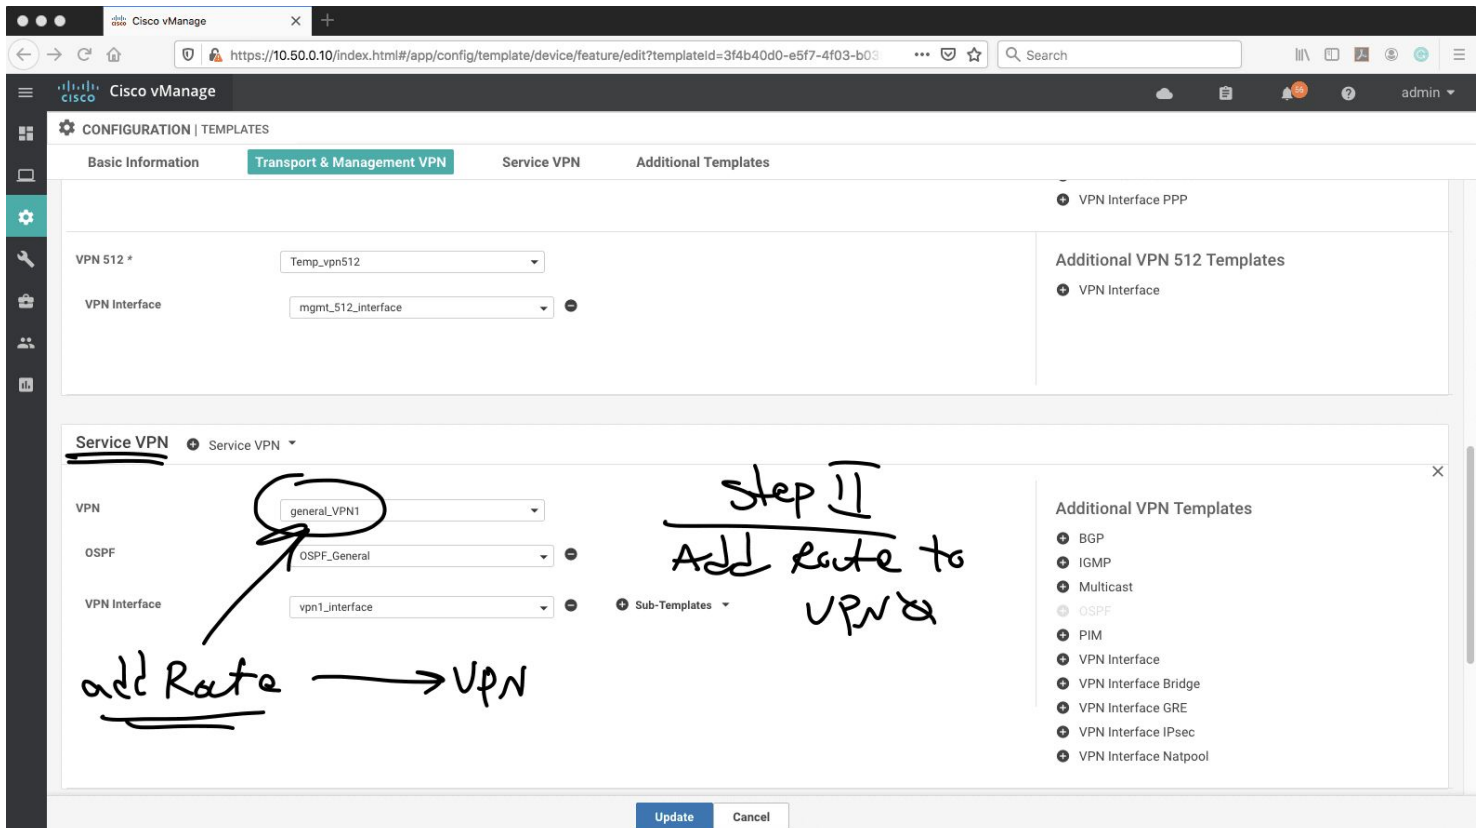 Cisco vManage
https://10.50.0.10/index.html#/app/config/template/device/feature/edit?templateId=3f4b40d0-e5f7-4f03-b03
Search
CISCO Cisco vManage
56
admin
CONFIGURATION | TEMPLATES
Basic Information
Transport & Management VPN
Service VPN
Additional Templates
VPN Interface PPP
VPN 512 *
Temp_vpn512
VPN Interface
mgmt_512_interface
Additional VPN 512 Templates
VPN Interface
Service VPN
Service VPN
VPN
general_VPN1
OSPF
OSPF_General
VPN Interface
vpn1_interface
Sub-Templates
Step II
Add Route to
VPN 0
add Route → VPN
Additional VPN Templates
BGP
IGMP
Multicast
OSPF
PIM
VPN Interface
VPN Interface Bridge
VPN Interface GRE
VPN Interface IPsec
VPN Interface Natpool
Update
Cancel